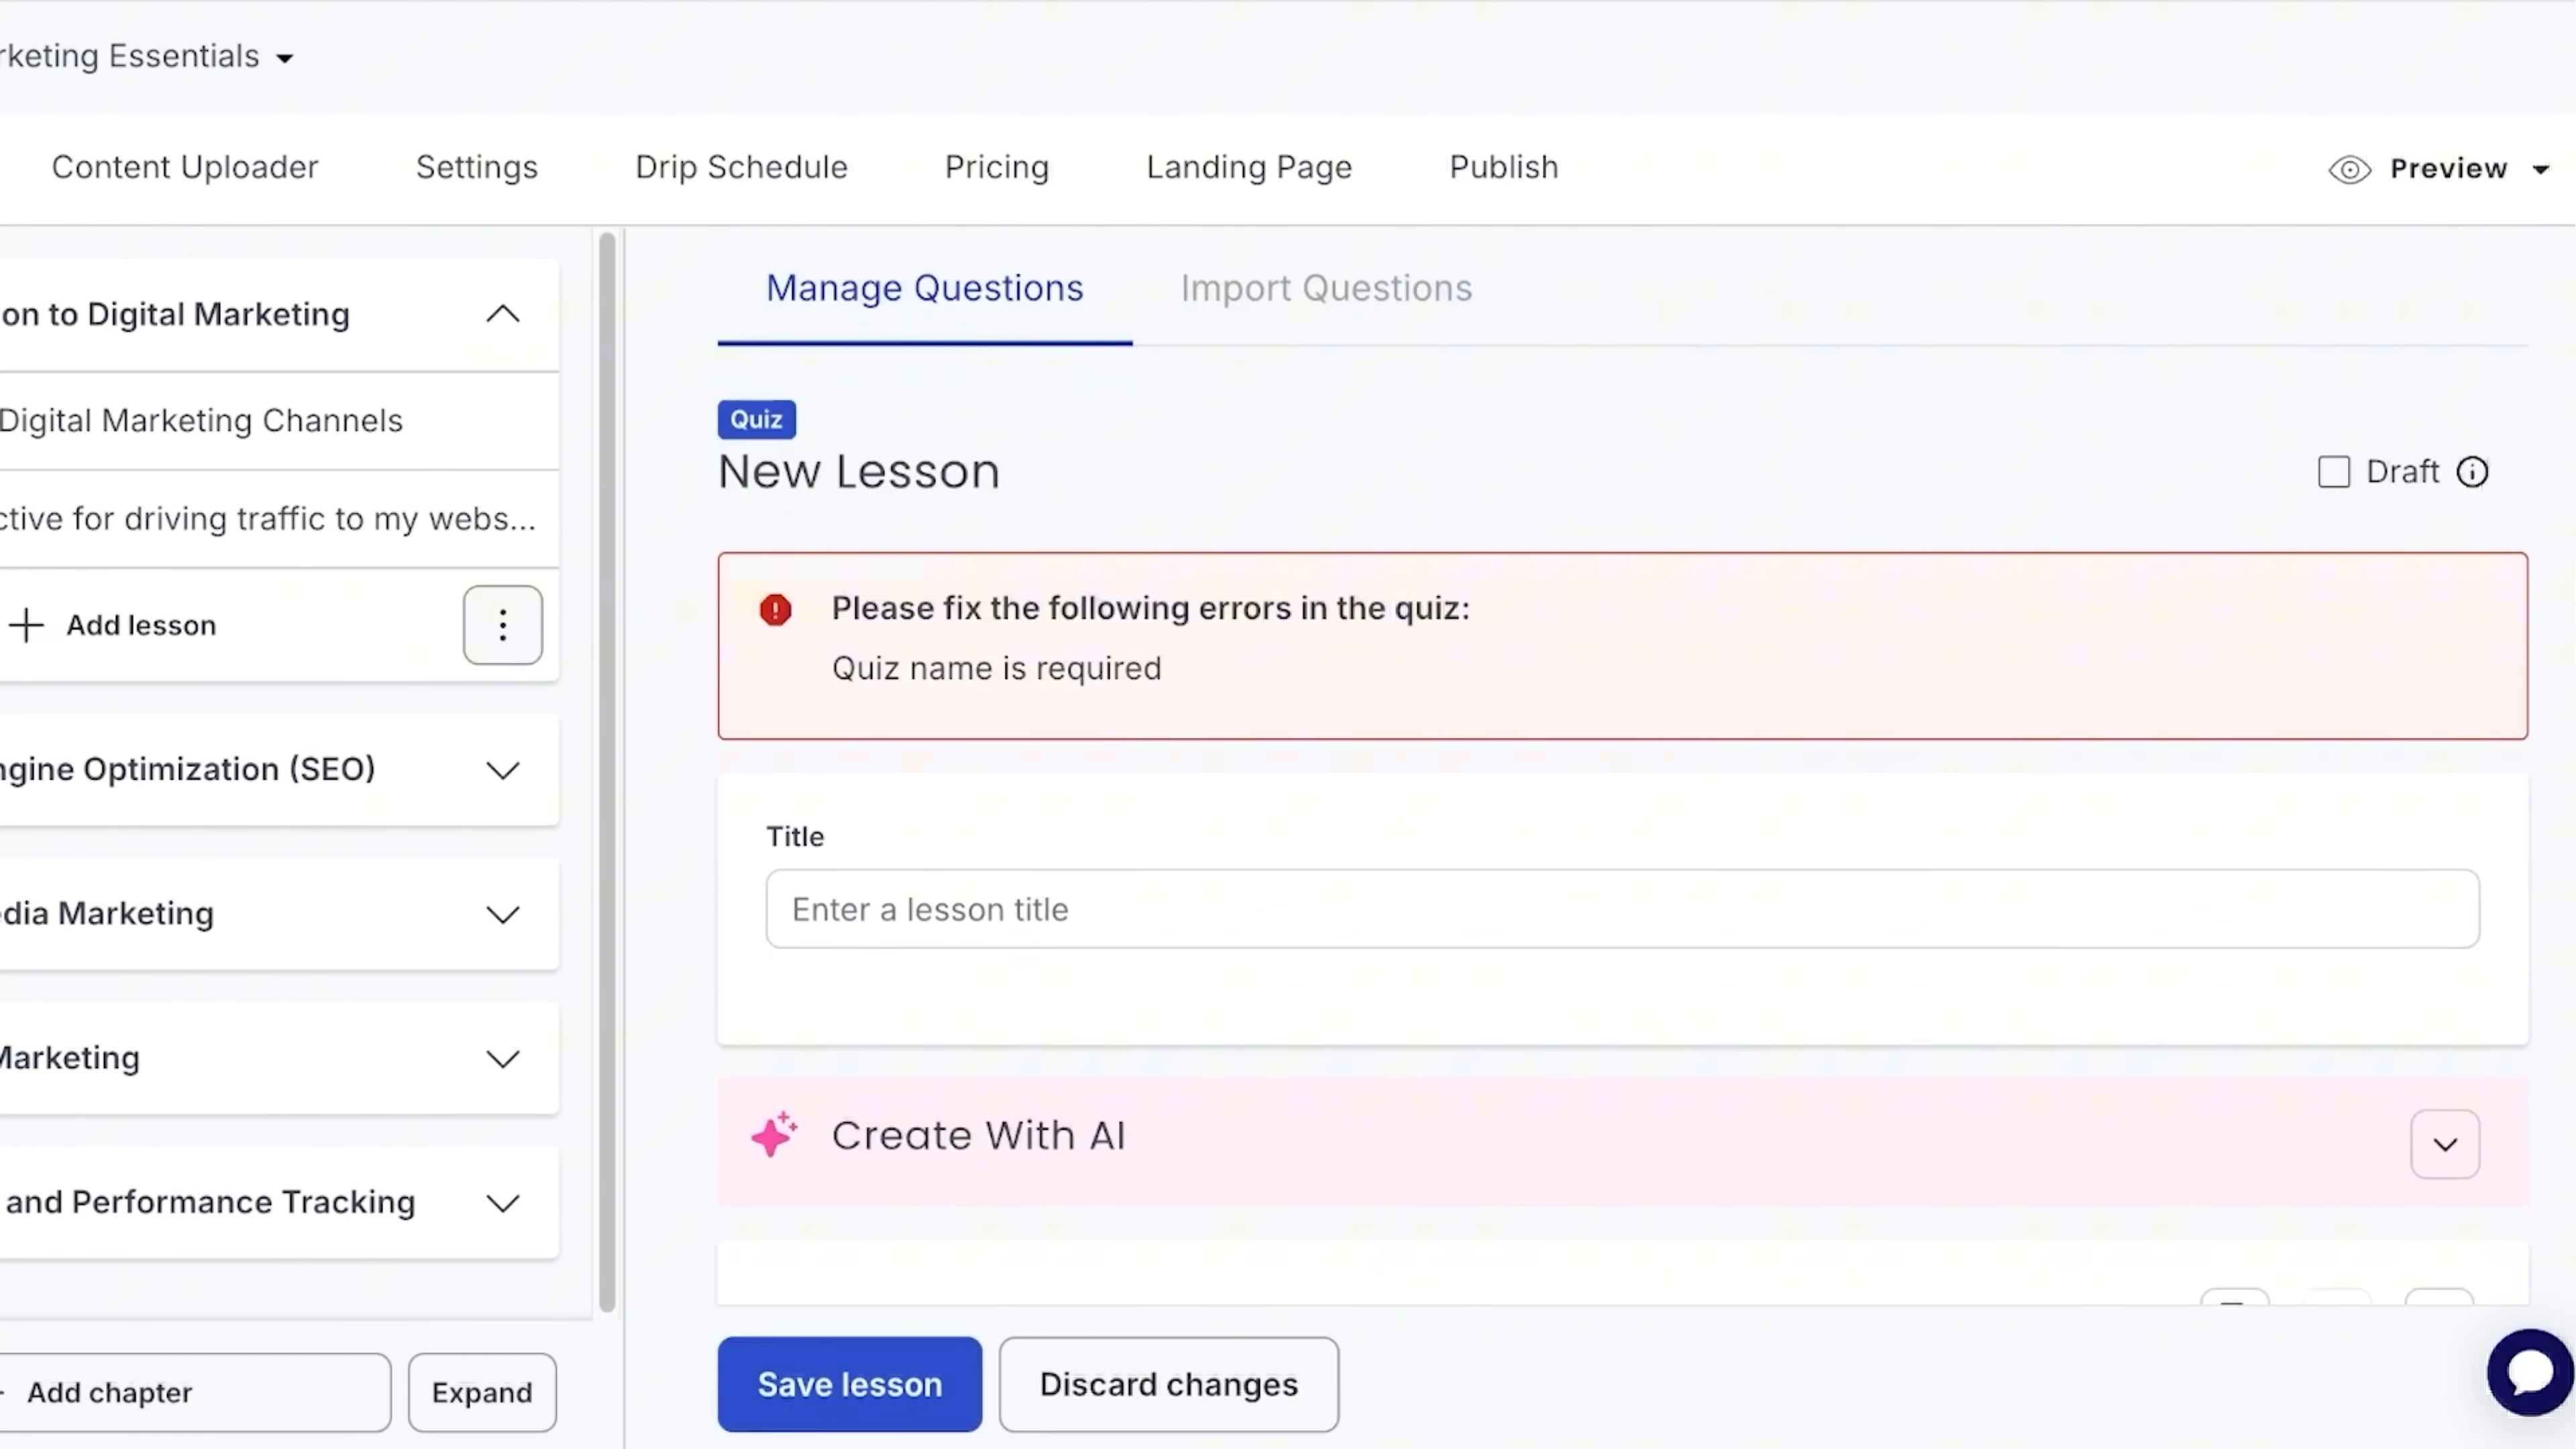 rketing Essentials
Content Uploader Settings Drip Schedule Pricing Landing Page Publish Preview
on to Digital Marketing
Digital Marketing Channels
ctive for driving traffic to my webs...
Add lesson
ngine Optimization (SEO)
edia Marketing
Marketing
and Performance Tracking
Add chapter
Expand
Manage Questions Import Questions
Quiz
New Lesson
Draft
Please fix the following errors in the quiz:
Quiz name is required
Title
Enter a lesson title
Create With AI
Save lesson
Discard changes